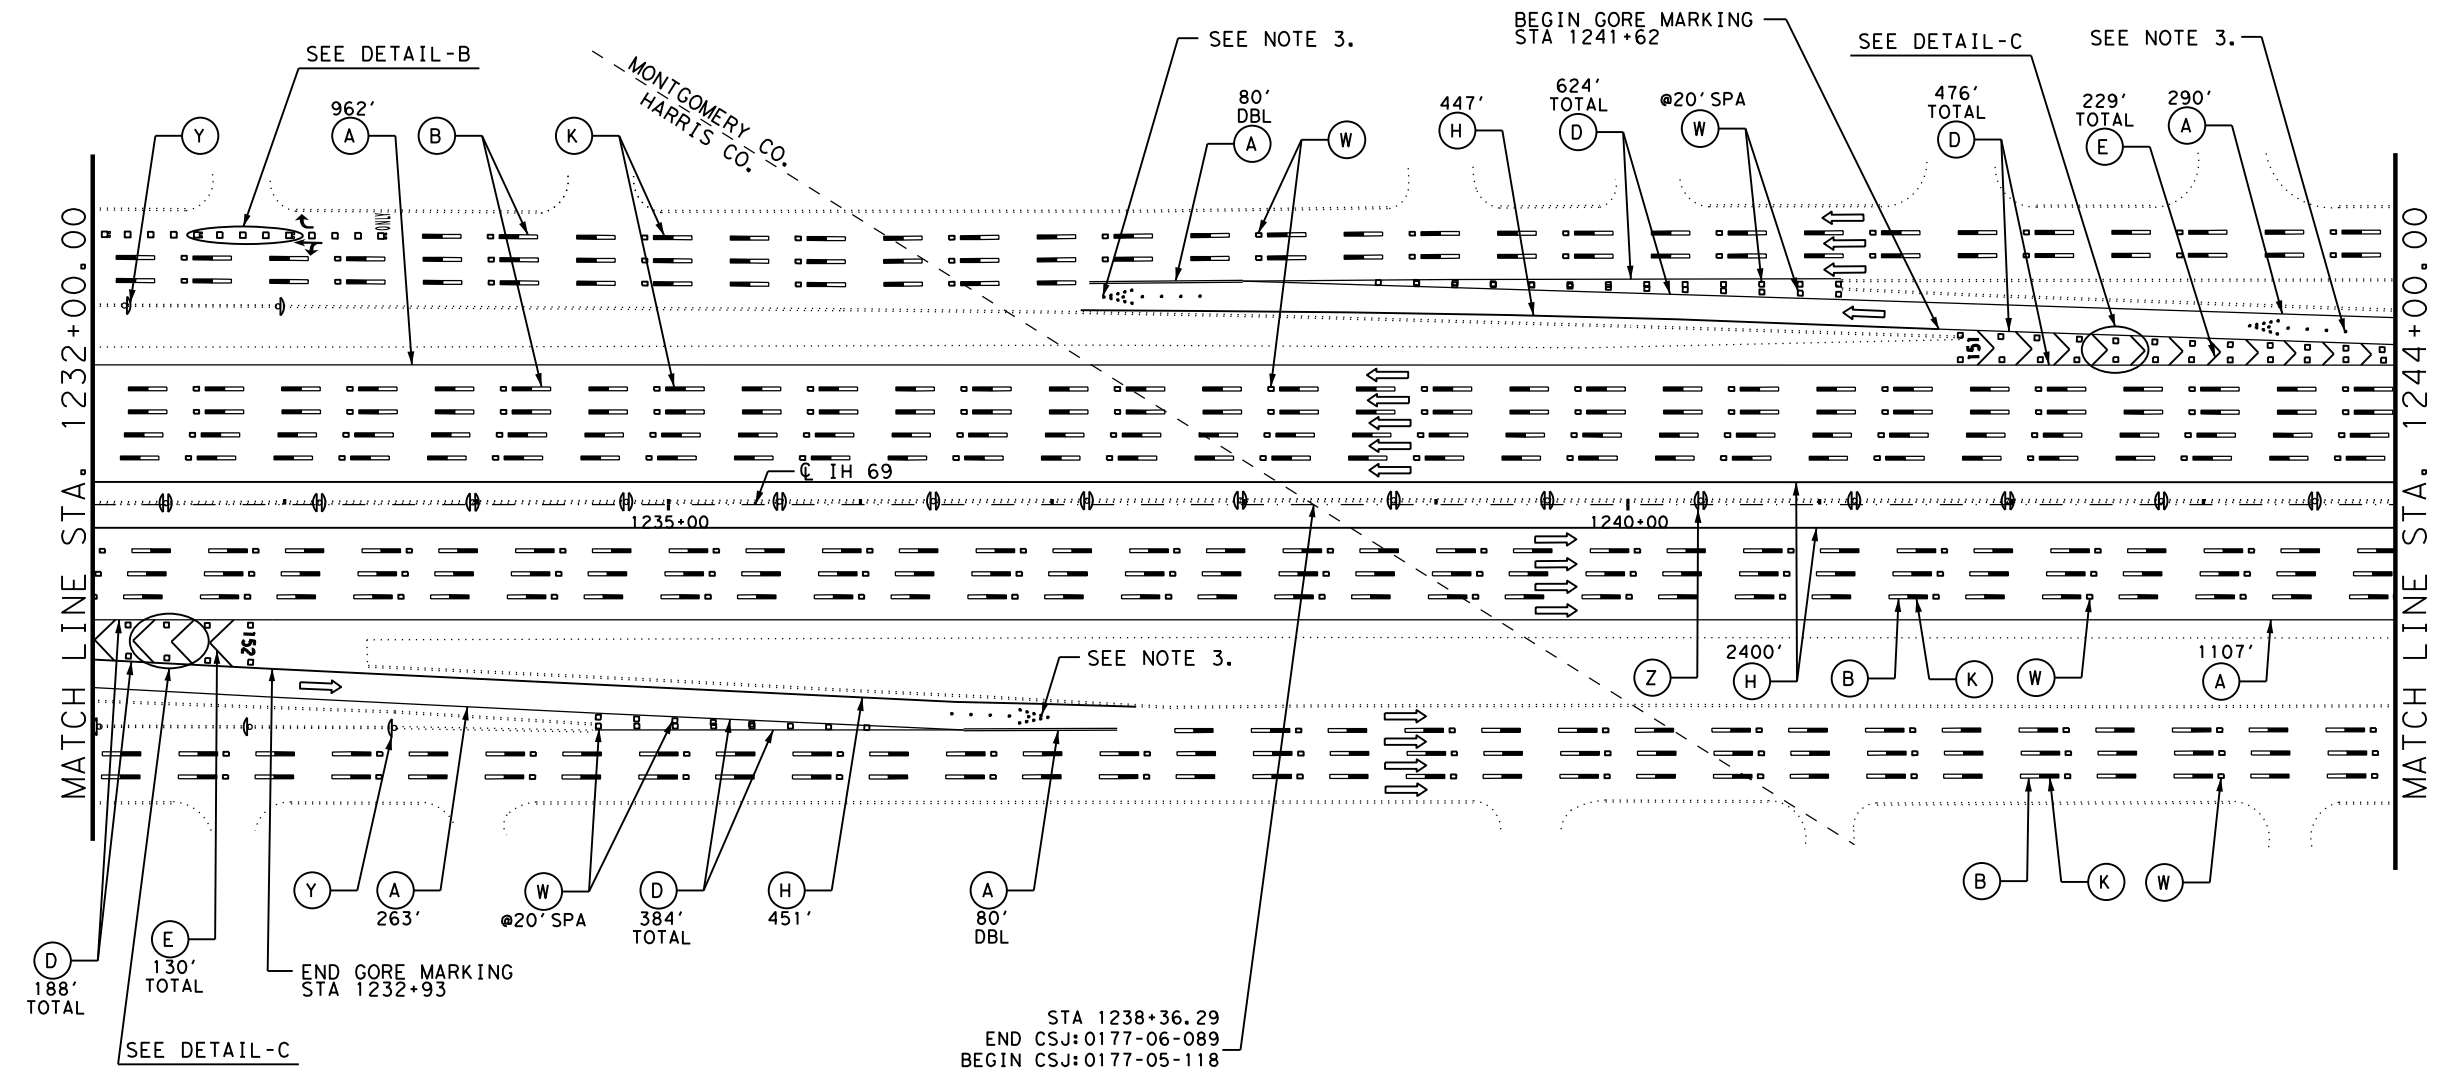 SEE DETAIL-B
MONTGOMERY CO.
HARRIS CO.
SEE NOTE 3.
BEGIN GORE MARKING
STA 1241+62
SEE DETAIL-C
SEE NOTE 3.
Y
962'
A
B
K
80'
DBL
A
W
447'
H
624'
TOTAL
D
@20'SPA
W
476'
TOTAL
D
229'
TOTAL
E
290'
A
MATCH LINE STA. 1232+00.00
MATCH LINE STA. 1244+00.00
ONLY
151
℄ IH 69
1235+00
1240+00
152
SEE NOTE 3.
Z
2400'
H
B
K
W
1107'
A
Y
A
263'
W
@20'SPA
D
384'
TOTAL
H
451'
A
80'
DBL
B
K
W
D
188'
TOTAL
E
130'
TOTAL
END GORE MARKING
STA 1232+93
SEE DETAIL-C
STA 1238+36.29
END CSJ:0177-06-089
BEGIN CSJ:0177-05-118